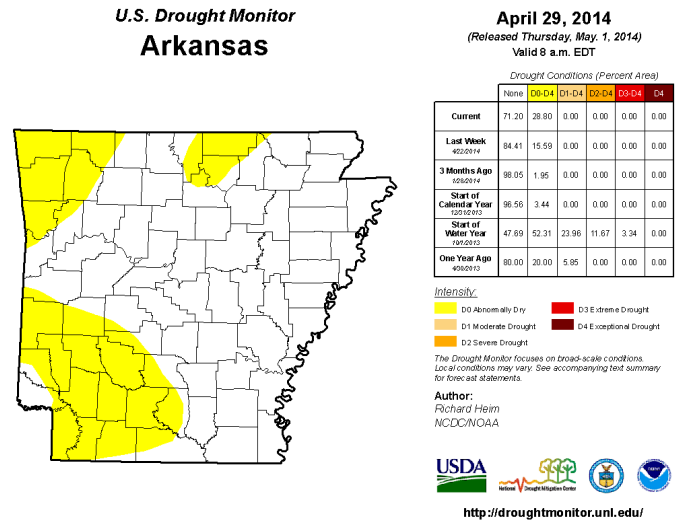 U.S. Drought Monitor
Arkansas
April 29, 2014
(Released Thursday, May. 1, 2014)
Valid 8 a.m. EDT
Drought Conditions (Percent Area)
None D0-D4 D1-D4 D2-D4 D3-D4 D4
Current 71.20 28.80 0.00 0.00 0.00 0.00
Last Week 84.41 15.59 0.00 0.00 0.00 0.00
4/22/2014
3 Months Ago 98.05 1.95 0.00 0.00 0.00 0.00
1/28/2014
Start of
Calendar Year 96.56 3.44 0.00 0.00 0.00 0.00
12/31/2013
Start of
Water Year 47.69 52.31 23.96 11.67 3.34 0.00
10/1/2013
One Year Ago 80.00 20.00 5.85 0.00 0.00 0.00
4/30/2013
Intensity:
D0 Abnormally Dry
D1 Moderate Drought
D2 Severe Drought
D3 Extreme Drought
D4 Exceptional Drought
The Drought Monitor focuses on broad-scale conditions.
Local conditions may vary. See accompanying text summary
for forecast statements.
Author:
Richard Heim
NCDC/NOAA
USDA
National Drought Mitigation Center
http://droughtmonitor.unl.edu/